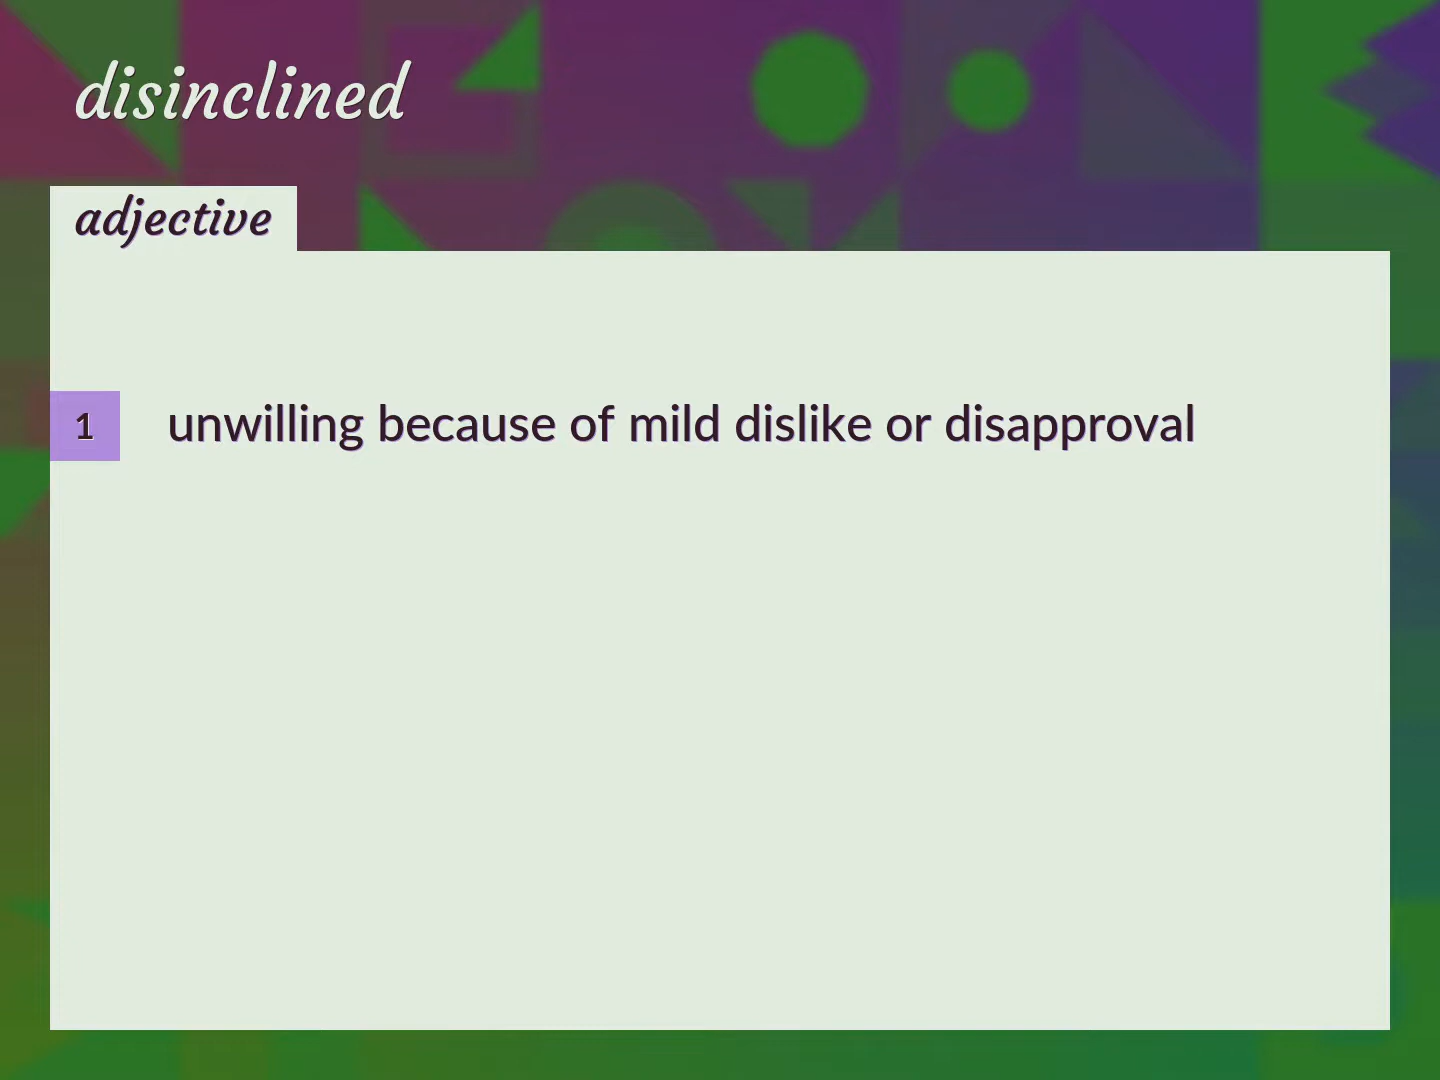 disinclined
adjective
1 unwilling because of mild dislike or disapproval